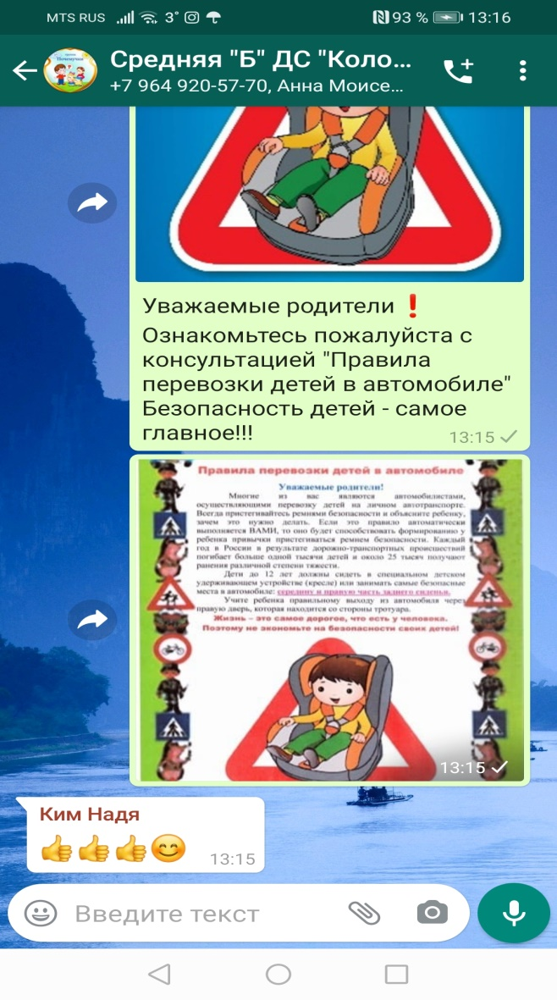 MTS RUS 3° 93 % 13:16
Почемучки
Средняя "Б" ДС "Коло...
+7 964 920-57-70, Анна Моисе...
Уважаемые родители ❗
Ознакомьтесь пожалуйста с
консультацией "Правила
перевозки детей в автомобиле"
Безопасность детей - самое
главное!!!
13:15
Правила перевозки детей в автомобиле
Уважаемые родители!
Многие из вас являются автомобилистами,
осуществляющими перевозку детей на личном автотранспорте.
Всегда пристегивайтесь ремнями безопасности и объясните ребенку,
зачем это нужно делать. Если это правило автоматически
выполняется ВАМИ, то оно будет способствовать формированию у
ребенка привычки пристегиваться ремнем безопасности. Каждый
год в России в результате дорожно-транспортных происшествий
погибает больше одной тысячи детей и около 25 тысяч получают
ранения различной степени тяжести.
Дети до 12 лет должны сидеть в специальном детском
удерживающем устройстве (кресле) или занимать самые безопасные
места в автомобиле: середину и правую часть заднего сиденья.
Учите ребенка правильному выходу из автомобиля через
правую дверь, которая находится со стороны тротуара.
Жизнь - это самое дорогое, что есть у человека.
Поэтому не экономьте на безопасности своих детей!
13:15
Ким Надя
👍👍👍😊 13:15
Введите текст